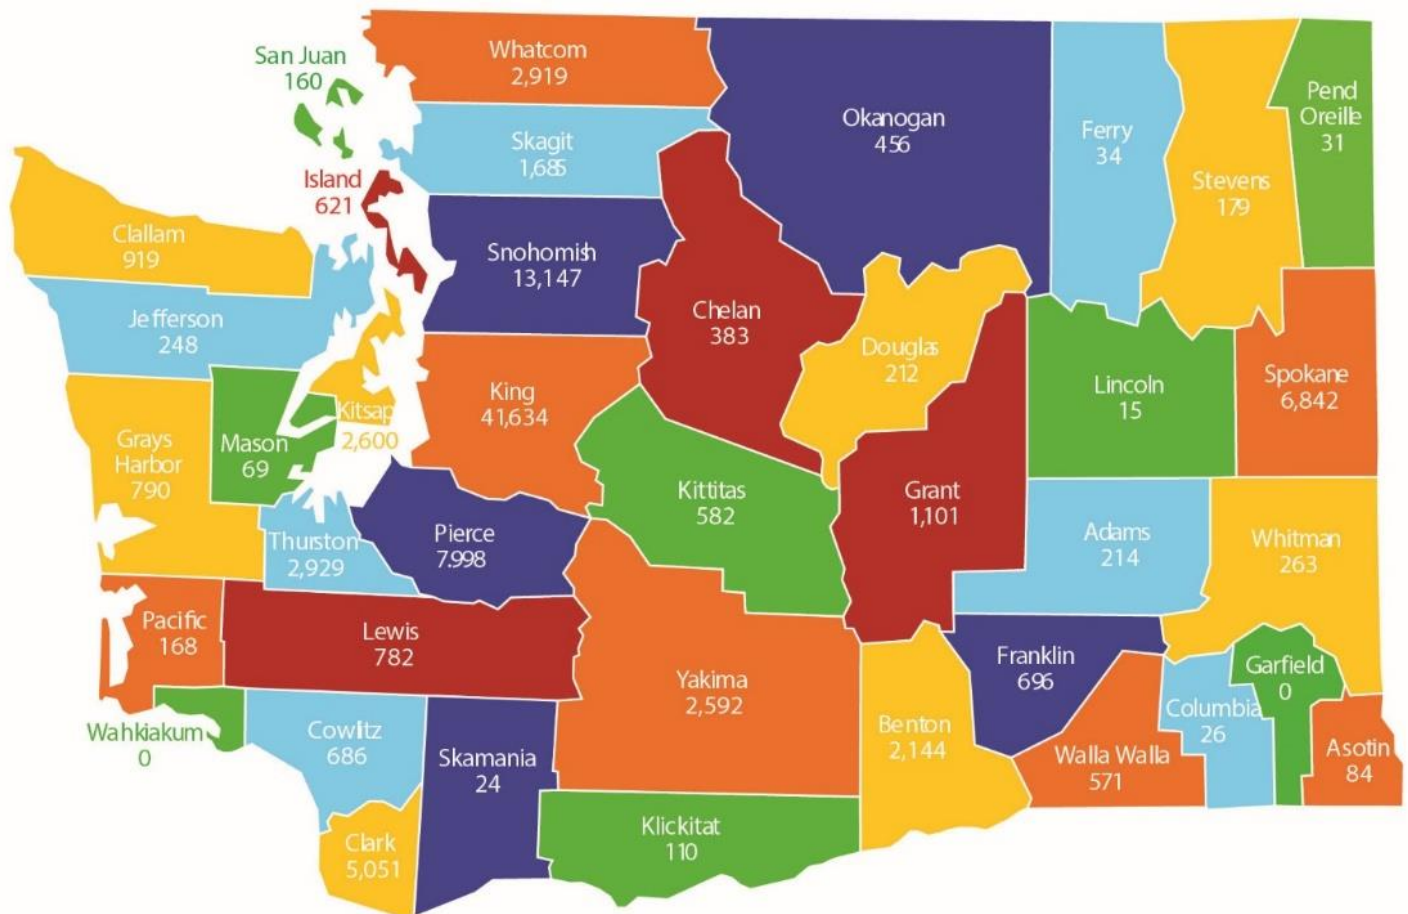 San Juan
160
Whatcom
2,919
Okanogan
456
Ferry
34
Pend
Oreille
31
Skagit
1,685
Stevens
179
Island
621
Clallam
919
Snohomish
13,147
Jefferson
248
Chelan
383
Douglas
212
Lincoln
15
Spokane
6,842
King
41,634
Kitsap
2,600
Grays
Harbor
790
Mason
69
Kittitas
582
Grant
1,101
Thurston
2,929
Pierce
7.998
Adams
214
Whitman
263
Pacific
168
Lewis
782
Yakima
2,592
Franklin
696
Garfield
0
Wahkiakum
0
Cowlitz
686
Skamania
24
Benton
2,144
Walla Walla
571
Columbia
26
Asotin
84
Clark
5,051
Klickitat
110